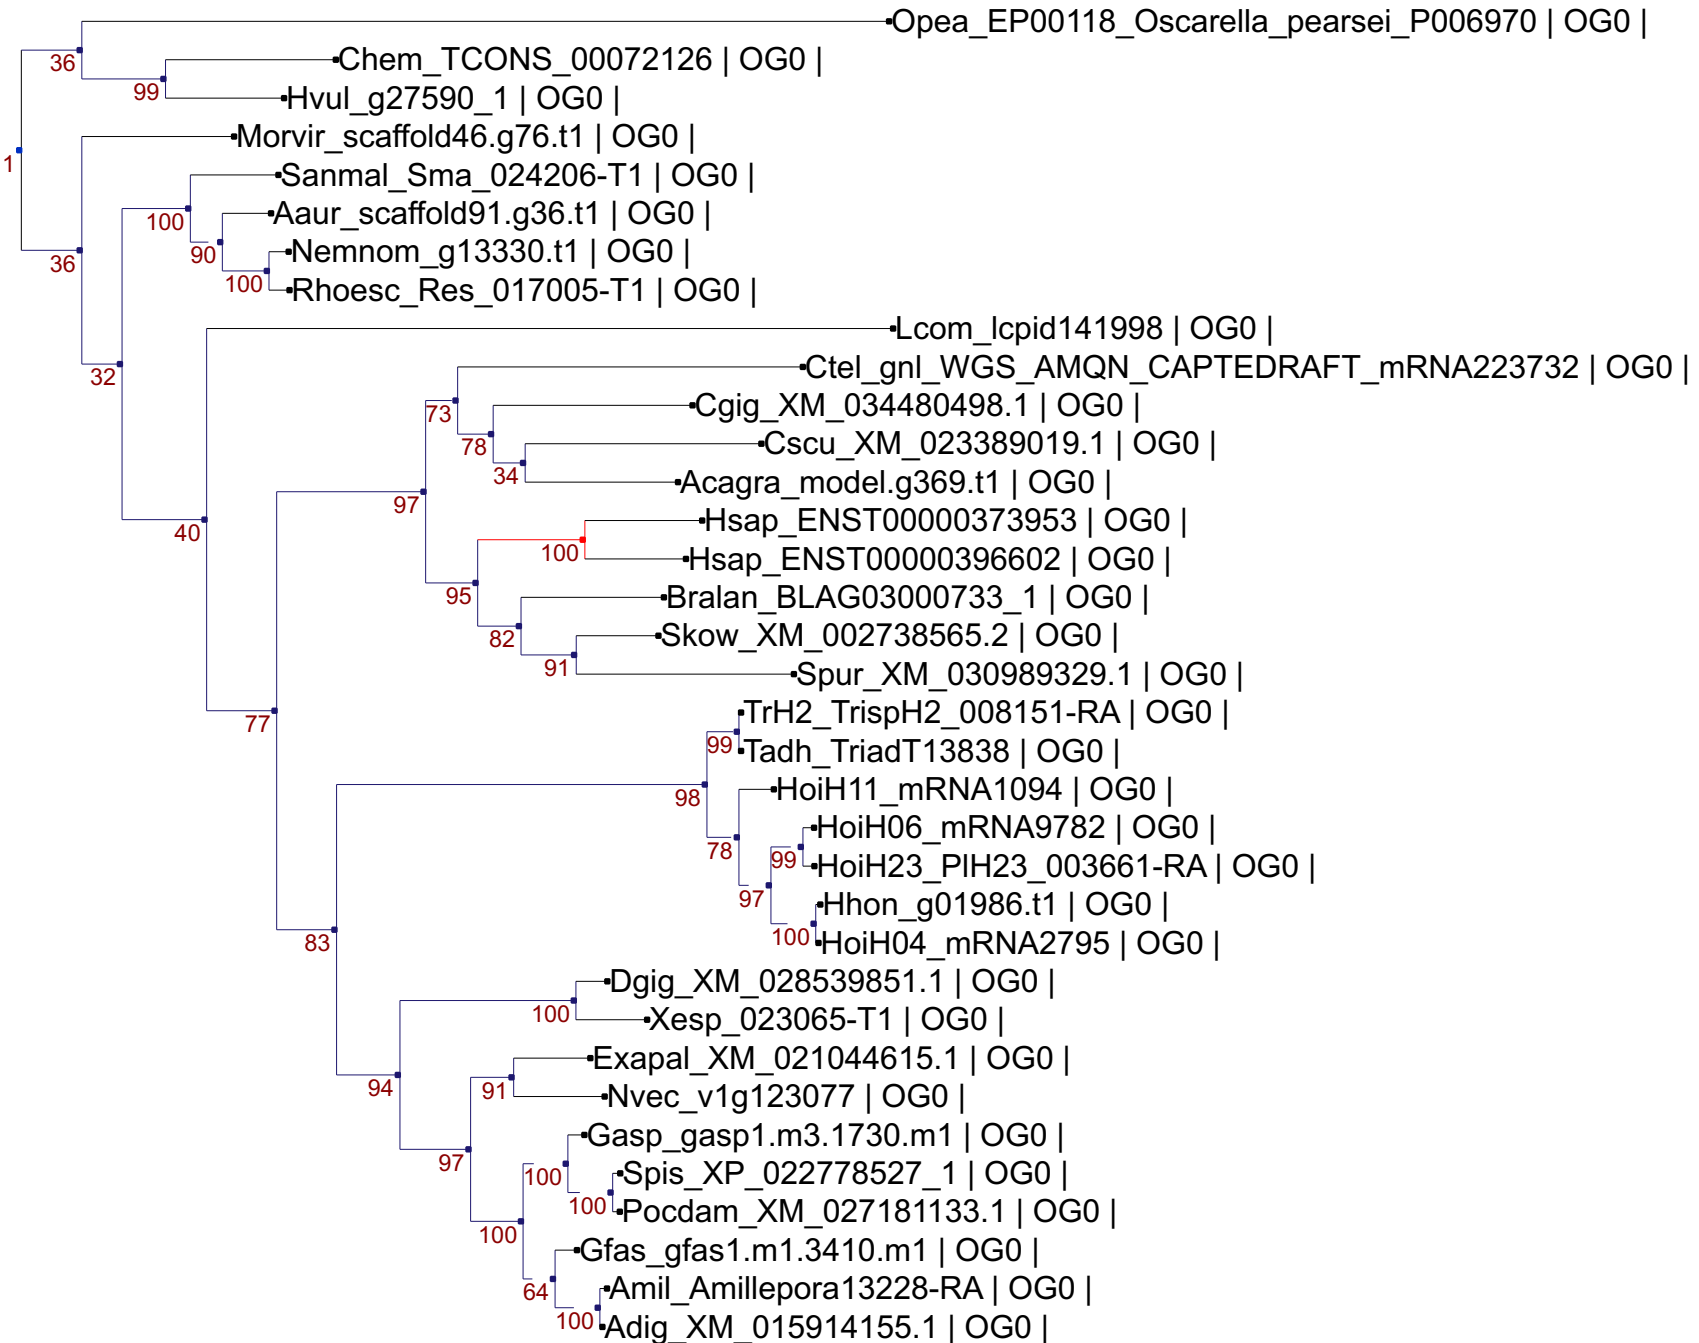 Opea_EP00118_Oscarella_pearsei_P006970 | OG0 |
36
Chem_TCONS_00072126 | OG0 |
99
Hvul_g27590_1 | OG0 |
Morvir_scaffold46.g76.t1 | OG0 |
1
Sanmal_Sma_024206-T1 | OG0 |
100
Aaur_scaffold91.g36.t1 | OG0 |
90
Nemnom_g13330.t1 | OG0 |
36
100
Rhoesc_Res_017005-T1 | OG0 |
Lcom_lcpid141998 | OG0 |
32
Ctel_gnl_WGS_AMQN_CAPTEDRAFT_mRNA223732 | OG0 |
73
Cgig_XM_034480498.1 | OG0 |
78
Cscu_XM_023389019.1 | OG0 |
34
Acagra_model.g369.t1 | OG0 |
97
Hsap_ENST00000373953 | OG0 |
40
100
Hsap_ENST00000396602 | OG0 |
95
Bralan_BLAG03000733_1 | OG0 |
82
Skow_XM_002738565.2 | OG0 |
91
Spur_XM_030989329.1 | OG0 |
77
TrH2_TrispH2_008151-RA | OG0 |
99
Tadh_TriadT13838 | OG0 |
98
HoiH11_mRNA1094 | OG0 |
HoiH06_mRNA9782 | OG0 |
78
99
HoiH23_PlH23_003661-RA | OG0 |
97
Hhon_g01986.t1 | OG0 |
83
100
HoiH04_mRNA2795 | OG0 |
Dgig_XM_028539851.1 | OG0 |
100
Xesp_023065-T1 | OG0 |
Exapal_XM_021044615.1 | OG0 |
94
91
Nvec_v1g123077 | OG0 |
Gasp_gasp1.m3.1730.m1 | OG0 |
97
100
Spis_XP_022778527_1 | OG0 |
100
Pocdam_XM_027181133.1 | OG0 |
100
Gfas_gfas1.m1.3410.m1 | OG0 |
64
Amil_Amillepora13228-RA | OG0 |
100
Adig_XM_015914155.1 | OG0 |